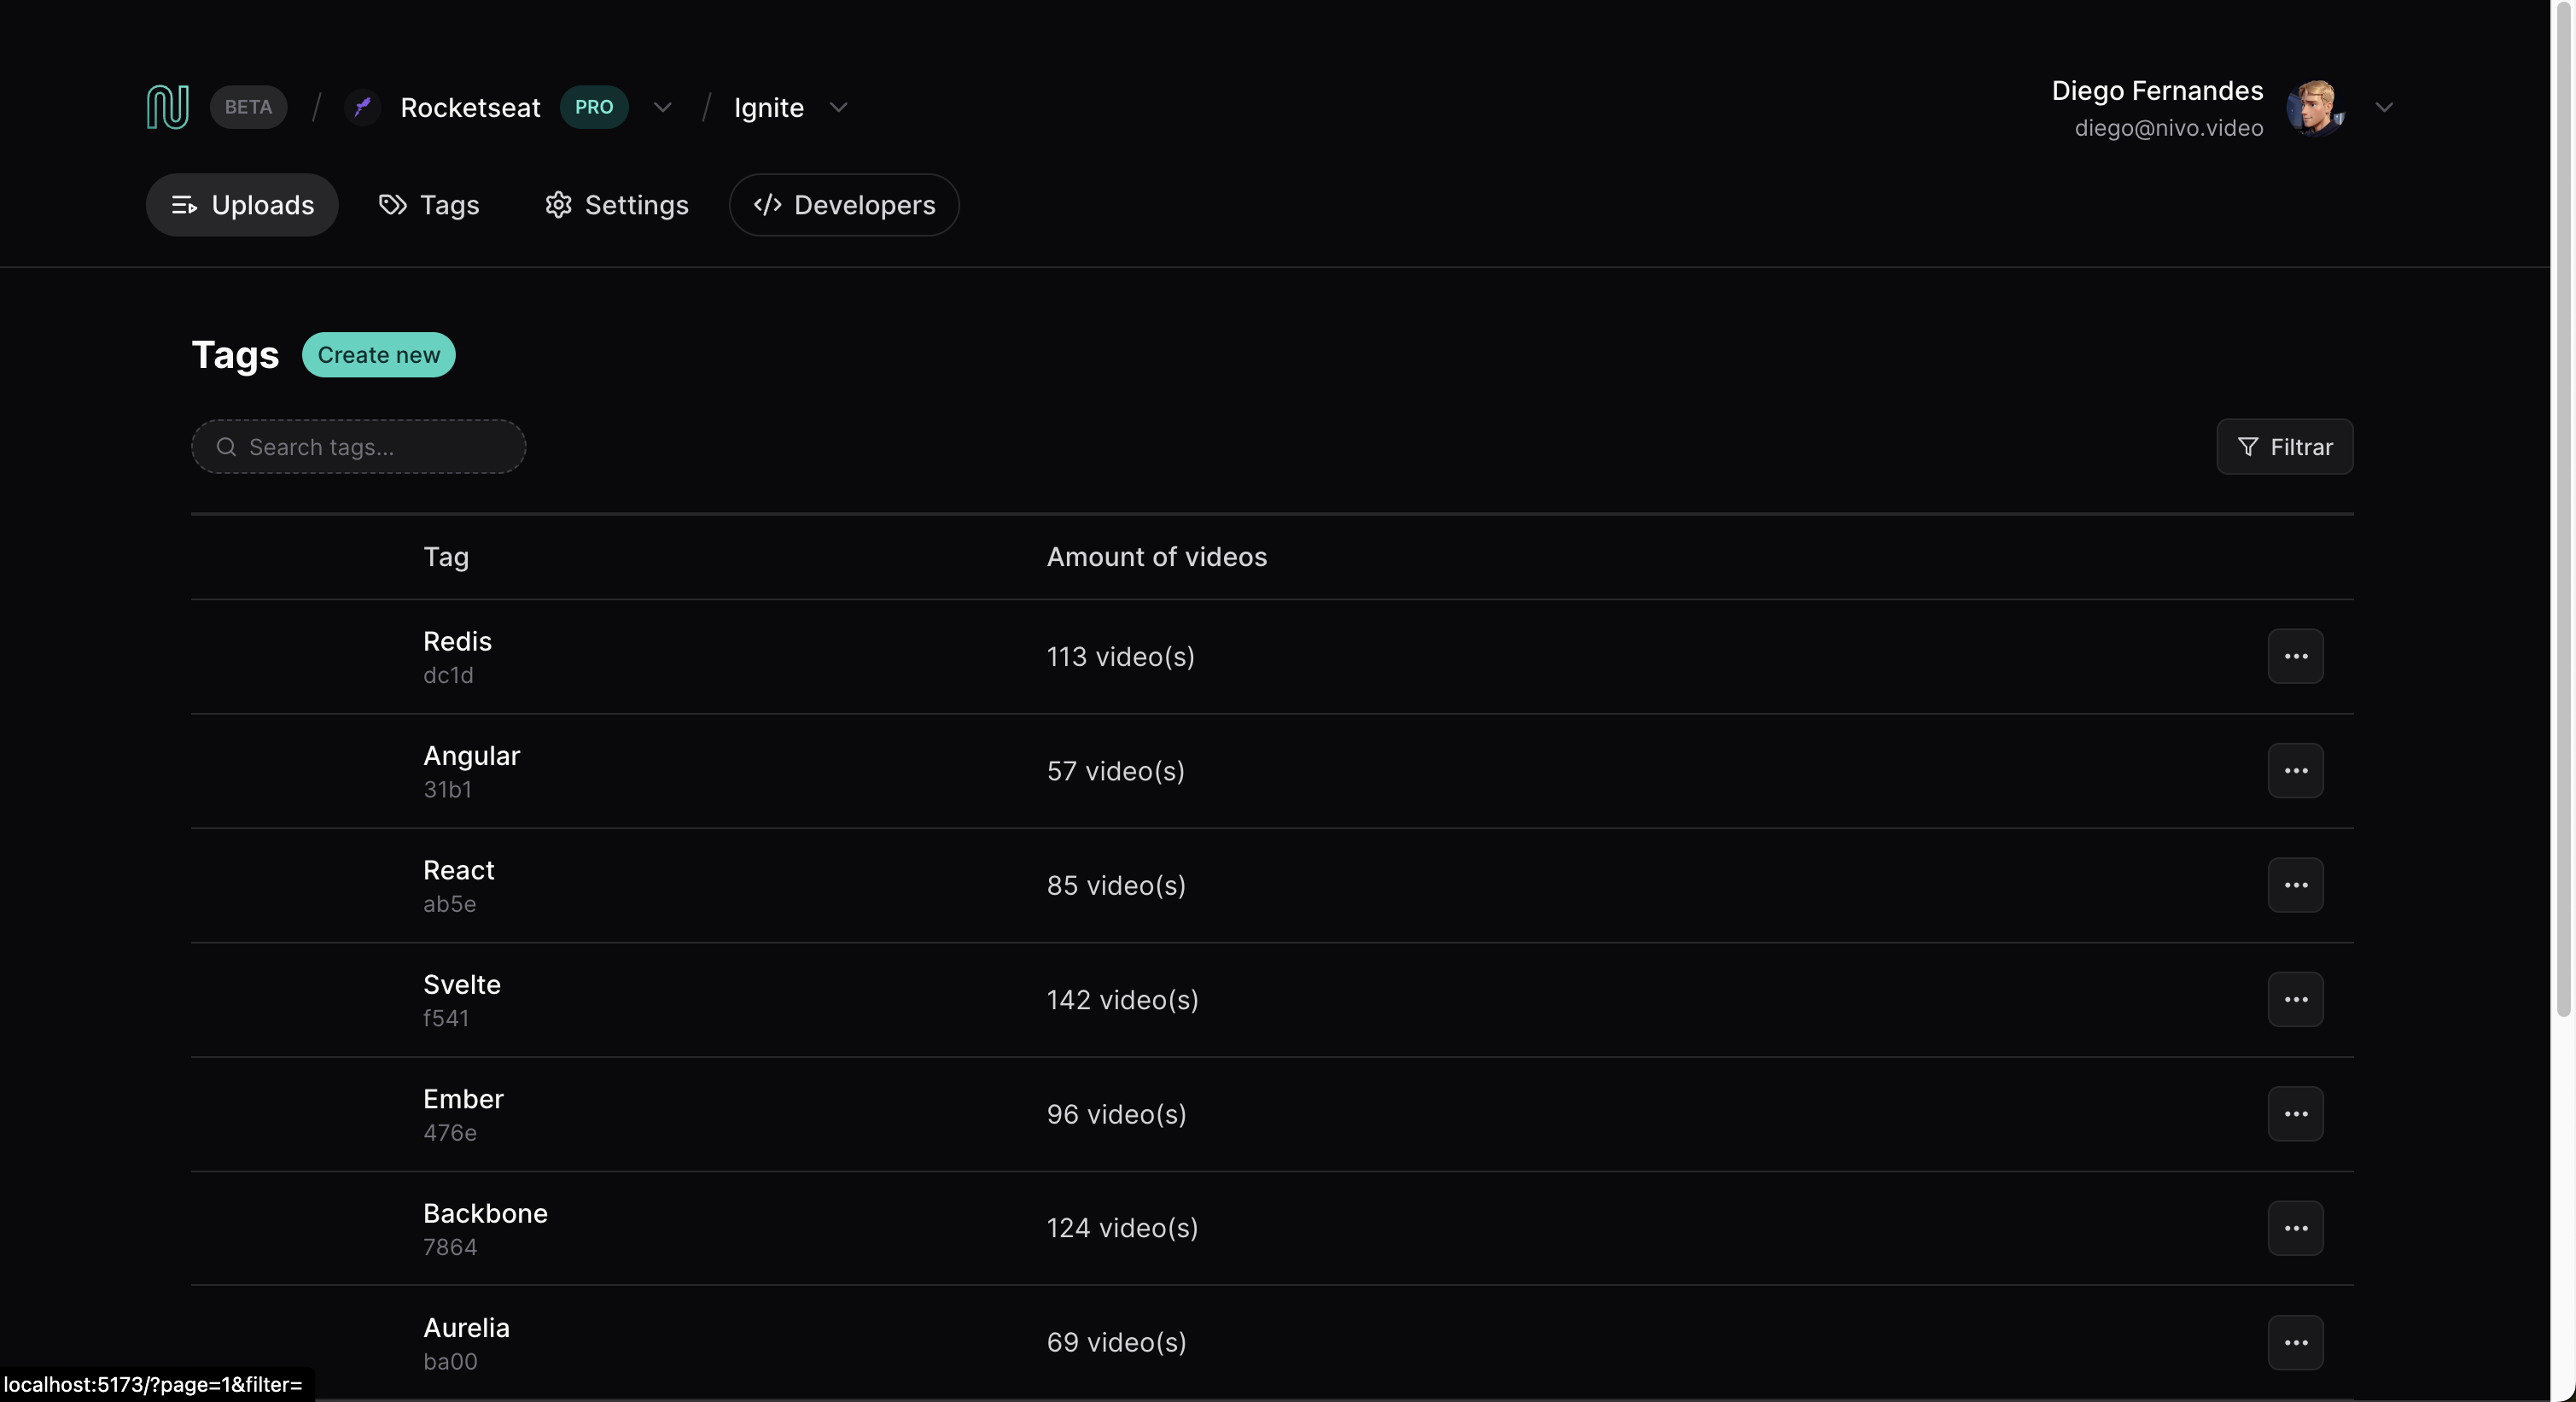 BETA / Rocketseat PRO / Ignite
Diego Fernandes
diego@nivo.video
Uploads Tags Settings </> Developers
Tags Create new
Search tags...
Filtrar
Tag Amount of videos
Redis
dc1d
113 video(s)
Angular
31b1
57 video(s)
React
ab5e
85 video(s)
Svelte
f541
142 video(s)
Ember
476e
96 video(s)
Backbone
7864
124 video(s)
Aurelia
ba00
69 video(s)
localhost:5173/?page=1&filter=